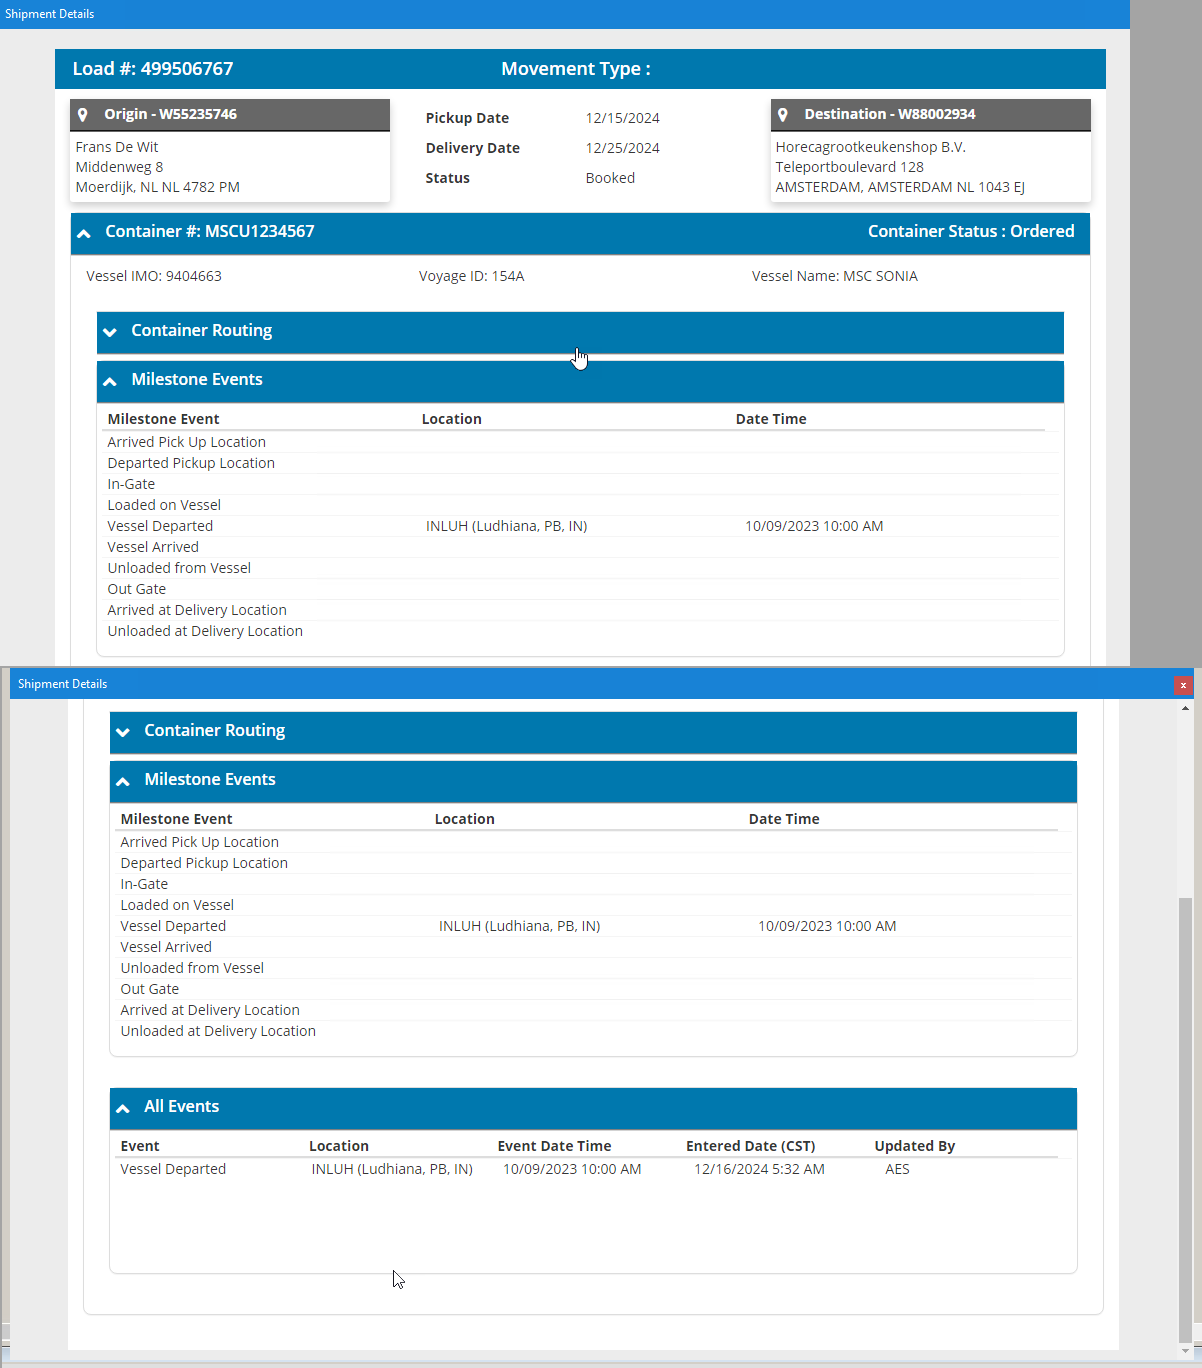 Shipment Details
Load #: 499506767 Movement Type :
Origin - W55235746
Frans De Wit
Middenweg 8
Moerdijk, NL NL 4782 PM
Pickup Date 12/15/2024
Delivery Date 12/25/2024
Status Booked
Destination - W88002934
Horecagrootkeukenshop B.V.
Teleportboulevard 128
AMSTERDAM, AMSTERDAM NL 1043 EJ
Container #: MSCU1234567 Container Status : Ordered
Vessel IMO: 9404663 Voyage ID: 154A Vessel Name: MSC SONIA
Container Routing
Milestone Events
Milestone Event Location Date Time
Arrived Pick Up Location
Departed Pickup Location
In-Gate
Loaded on Vessel
Vessel Departed INLUH (Ludhiana, PB, IN) 10/09/2023 10:00 AM
Vessel Arrived
Unloaded from Vessel
Out Gate
Arrived at Delivery Location
Unloaded at Delivery Location
Shipment Details x
Container Routing
Milestone Events
Milestone Event Location Date Time
Arrived Pick Up Location
Departed Pickup Location
In-Gate
Loaded on Vessel
Vessel Departed INLUH (Ludhiana, PB, IN) 10/09/2023 10:00 AM
Vessel Arrived
Unloaded from Vessel
Out Gate
Arrived at Delivery Location
Unloaded at Delivery Location
All Events
Event Location Event Date Time Entered Date (CST) Updated By
Vessel Departed INLUH (Ludhiana, PB, IN) 10/09/2023 10:00 AM 12/16/2024 5:32 AM AES